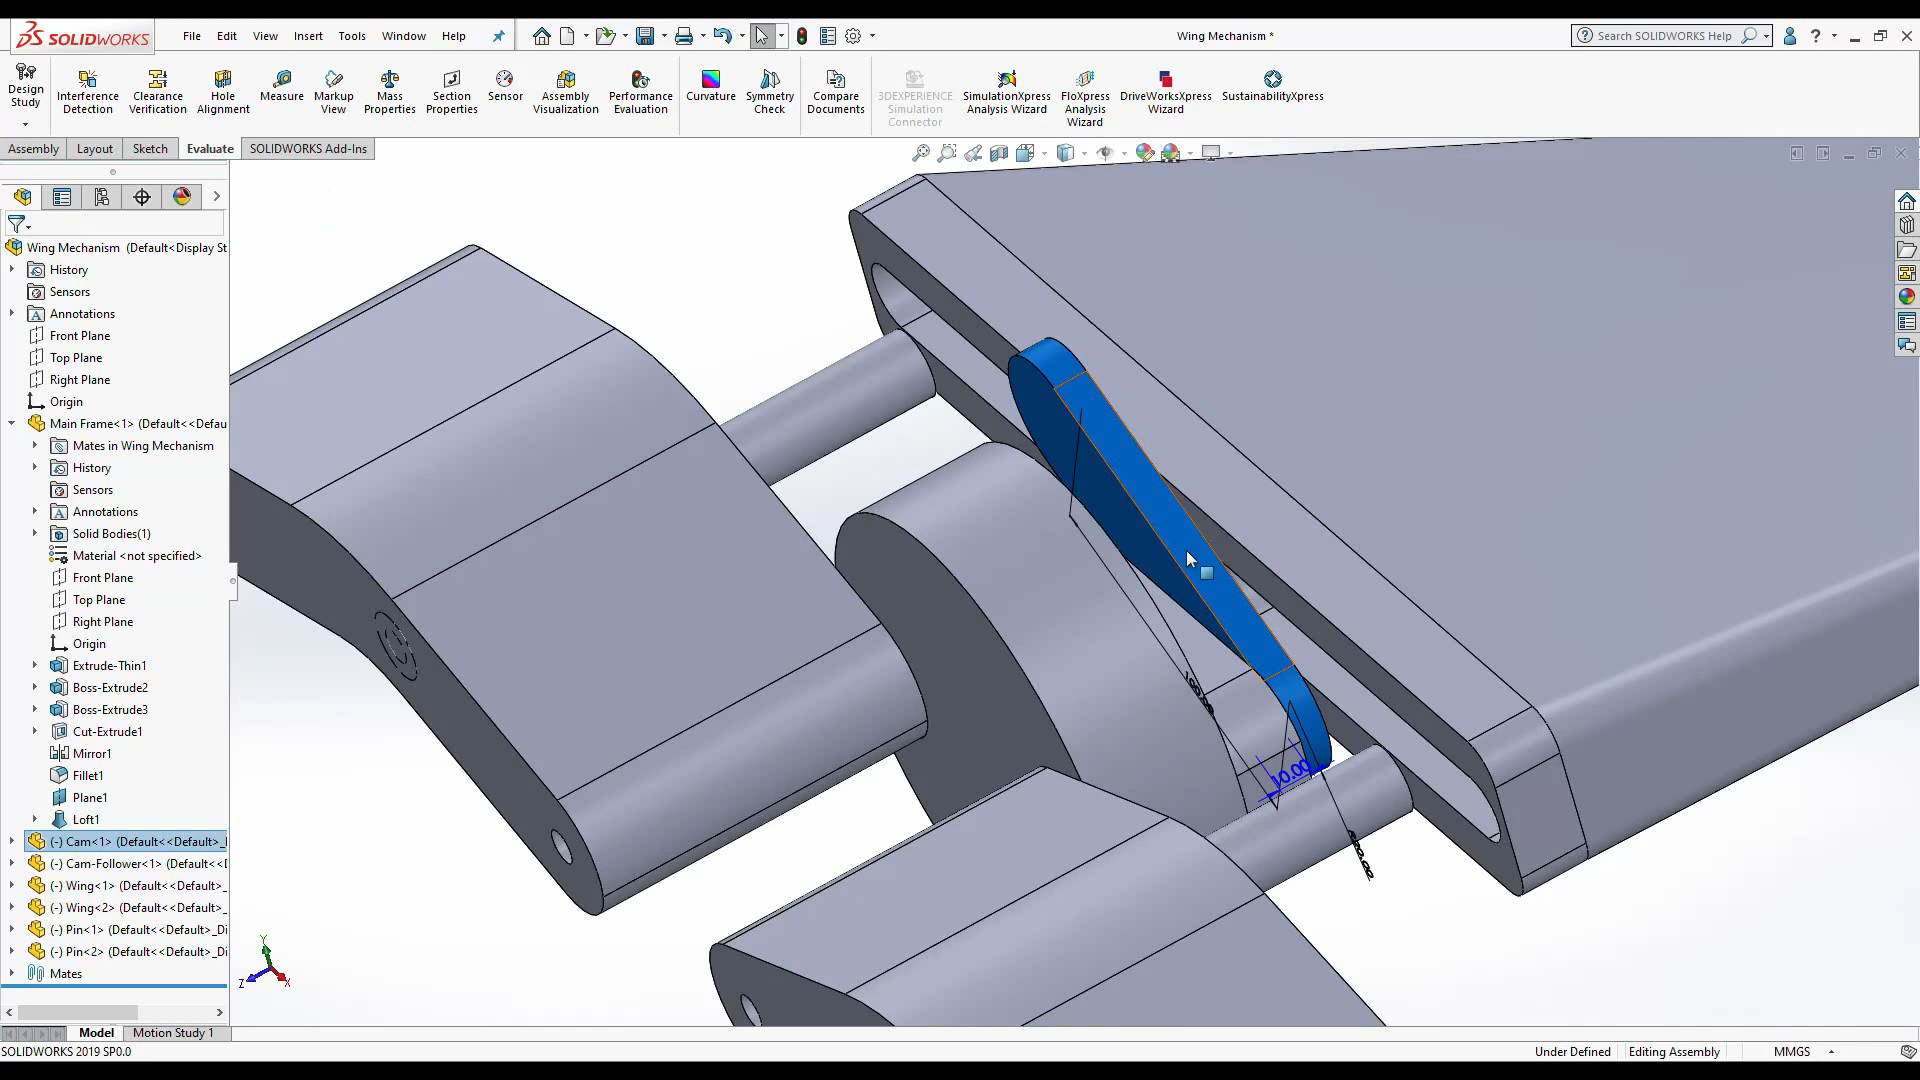 SOLIDWORKS
File Edit View Insert Tools Window Help
Wing Mechanism *
Search SOLIDWORKS Help
Design Study
Interference Detection
Clearance Verification
Hole Alignment
Measure
Markup View
Mass Properties
Section Properties
Sensor
Assembly Visualization
Performance Evaluation
Curvature
Symmetry Check
Compare Documents
3DEXPERIENCE Simulation Connector
SimulationXpress Analysis Wizard
FloXpress Analysis Wizard
DriveWorksXpress Wizard
SustainabilityXpress
Assembly Layout Sketch Evaluate SOLIDWORKS Add-Ins
Wing Mechanism (Default<Display St
History
Sensors
Annotations
Front Plane
Top Plane
Right Plane
Origin
Main Frame<1> (Default<<Defau
Mates in Wing Mechanism
History
Sensors
Annotations
Solid Bodies(1)
Material <not specified>
Front Plane
Top Plane
Right Plane
Origin
Extrude-Thin1
Boss-Extrude2
Boss-Extrude3
Cut-Extrude1
Mirror1
Fillet1
Plane1
Loft1
(-) Cam<1> (Default<<Default>_
(-) Cam-Follower<1> (Default<<
(-) Wing<1> (Default<<Default>_
(-) Wing<2> (Default<<Default>_
(-) Pin<1> (Default<<Default>_Di
(-) Pin<2> (Default<<Default>_Di
Mates
100.00
10.00
Y
Z
X
Model Motion Study 1
SOLIDWORKS 2019 SP0.0
Under Defined Editing Assembly MMGS